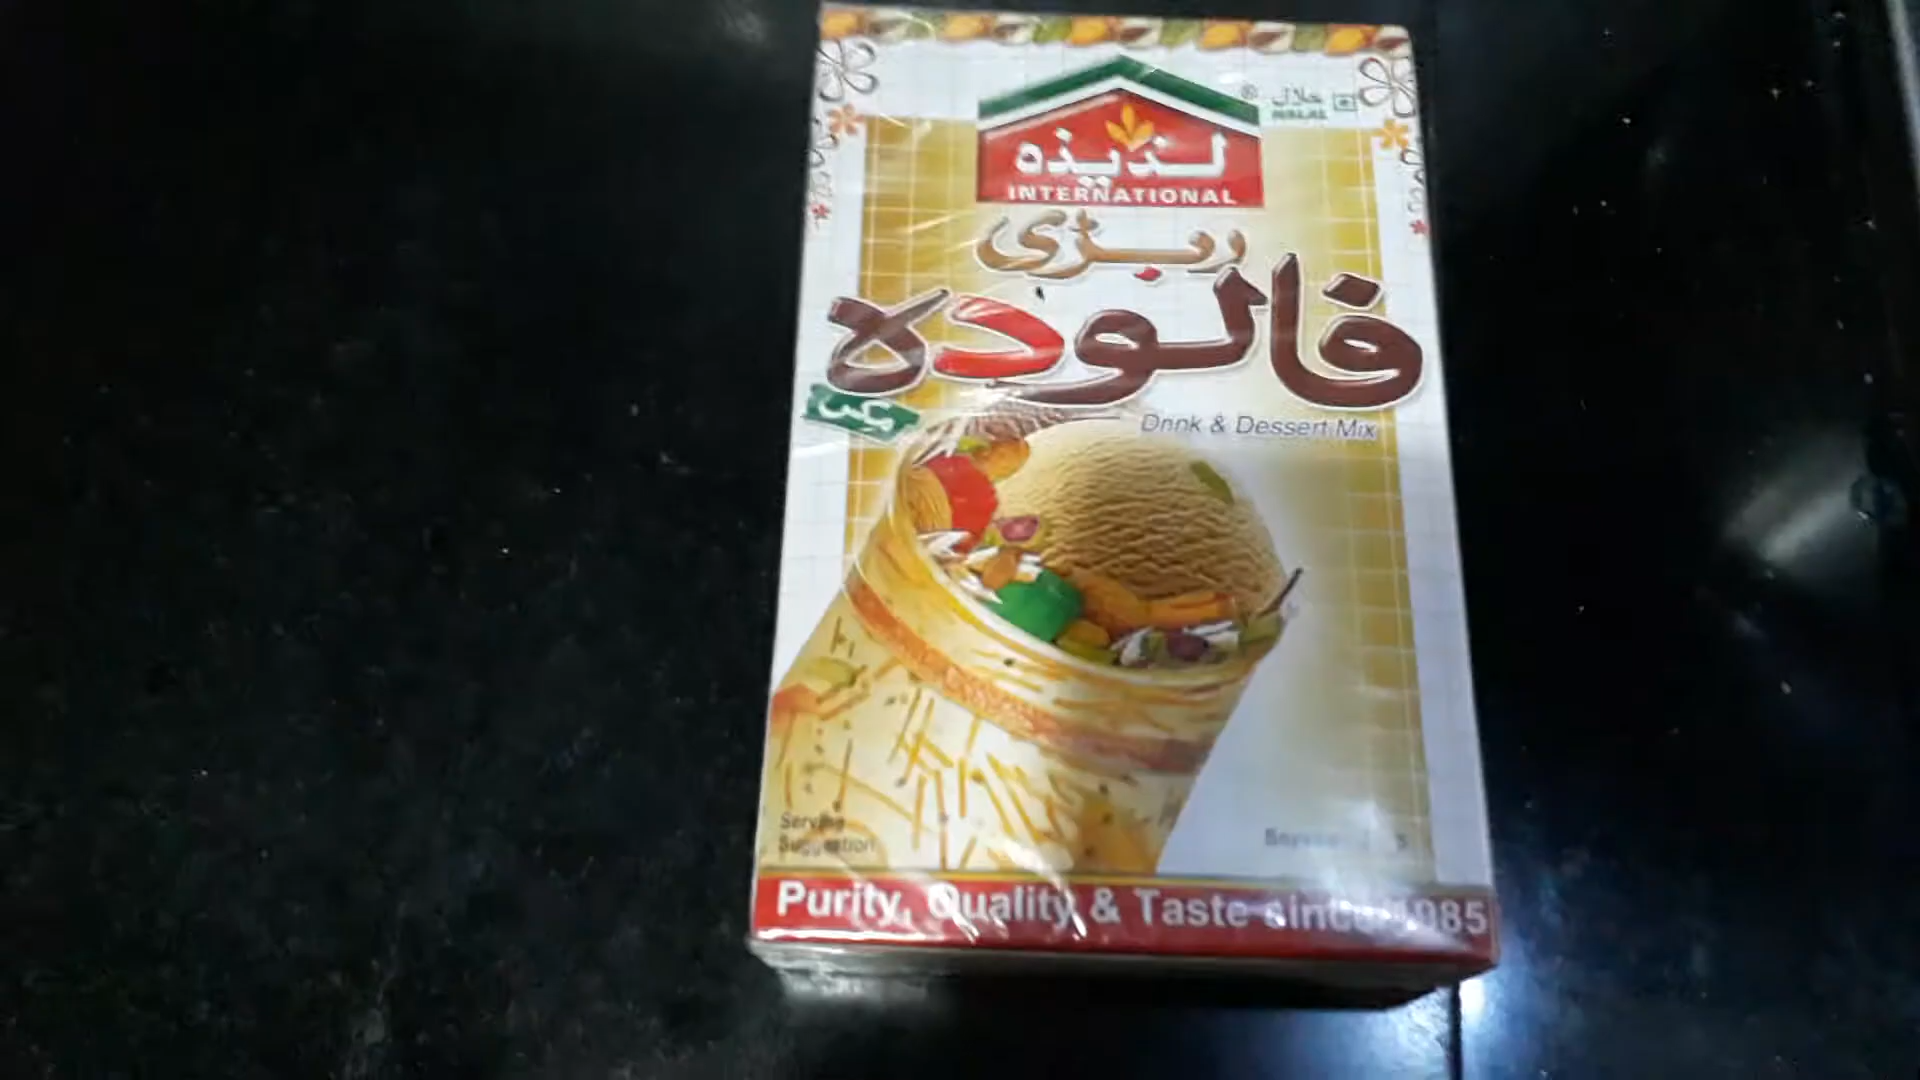 لذیذہ
®
حلال
HALAL
INTERNATIONAL
ربڑی
فالودہ
مکس
Drink & Dessert Mix
Serving
Suggestion
Purity, Quality & Taste since 1985